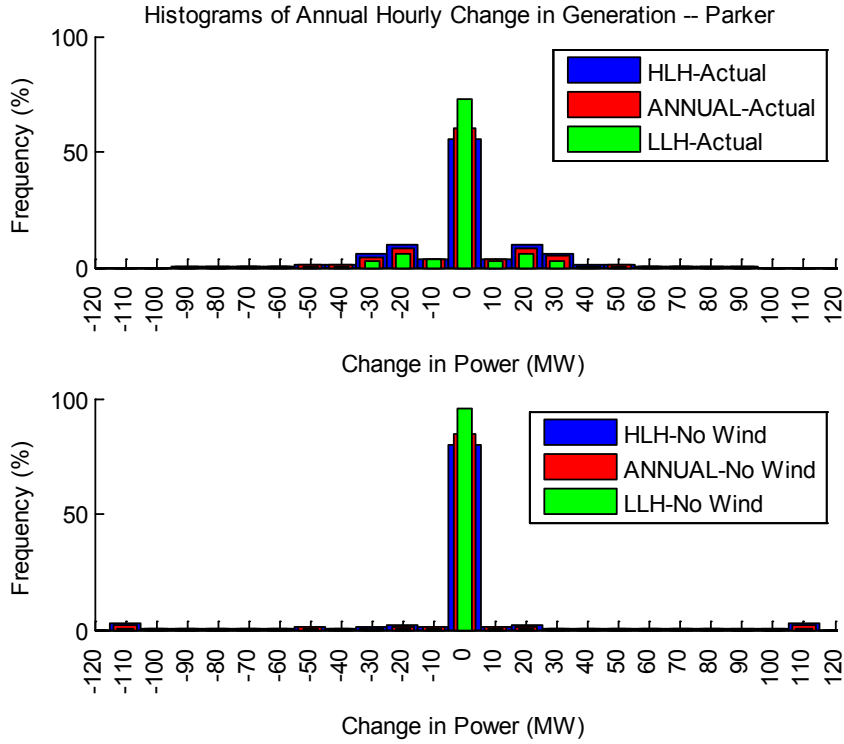 Histograms of Annual Hourly Change in Generation -- Parker
100
50
0
Frequency (%)
HLH-Actual
ANNUAL-Actual
LLH-Actual
-120 -110 -100 -90 -80 -70 -60 -50 -40 -30 -20 -10 0 10 20 30 40 50 60 70 80 90 100 110 120
Change in Power (MW)
100
50
0
Frequency (%)
HLH-No Wind
ANNUAL-No Wind
LLH-No Wind
-120 -110 -100 -90 -80 -70 -60 -50 -40 -30 -20 -10 0 10 20 30 40 50 60 70 80 90 100 110 120
Change in Power (MW)